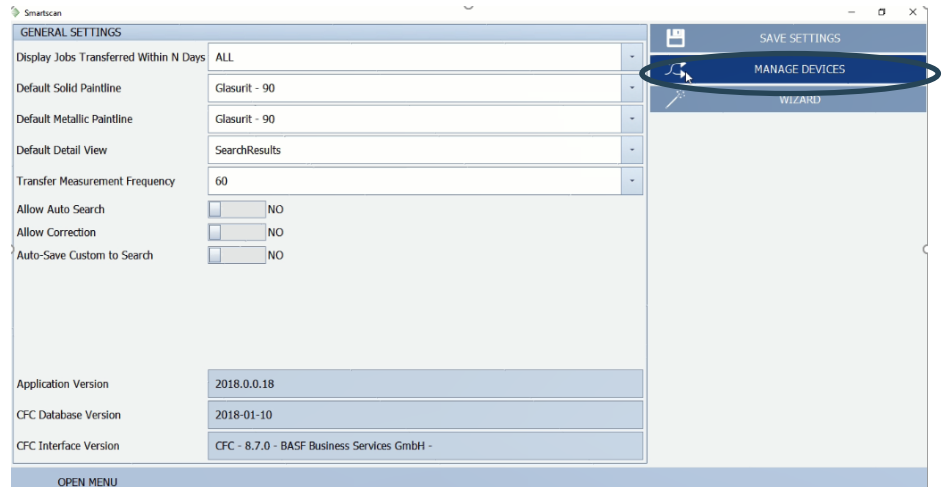 Smartscan
GENERAL SETTINGS
Display Jobs Transferred Within N Days ALL
Default Solid Paintline Glasurit - 90
Default Metallic Paintline Glasurit - 90
Default Detail View SearchResults
Transfer Measurement Frequency 60
Allow Auto Search NO
Allow Correction NO
Auto-Save Custom to Search NO
Application Version 2018.0.0.18
CFC Database Version 2018-01-10
CFC Interface Version CFC - 8.7.0 - BASF Business Services GmbH -
SAVE SETTINGS
MANAGE DEVICES
WIZARD
OPEN MENU